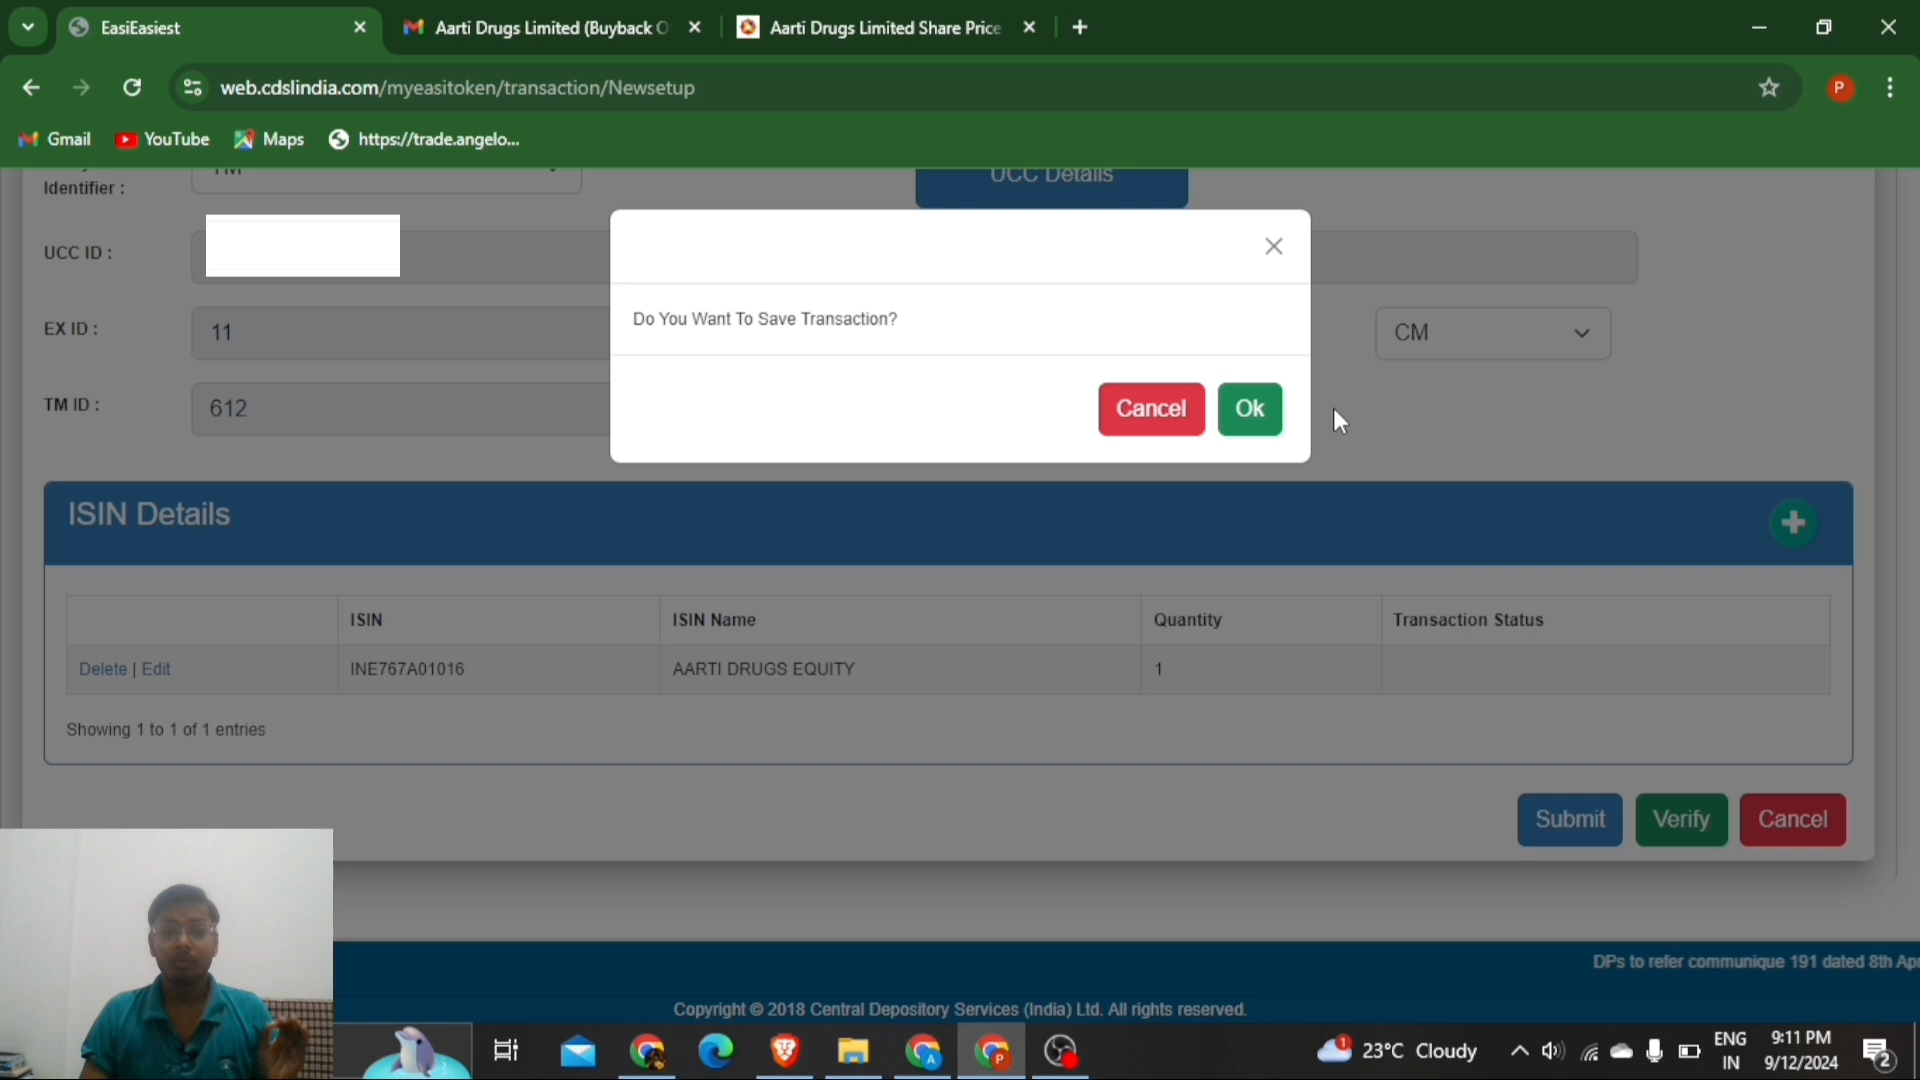 EasiEasiest
Aarti Drugs Limited (Buyback O
Aarti Drugs Limited Share Price
web.cdslindia.com/myeasitoken/transaction/Newsetup
P
Gmail
YouTube
Maps
https://trade.angelo...
Identifier :
UCC Details
UCC ID :
Do You Want To Save Transaction?
EX ID :
11
CM
TM ID :
612
Cancel
Ok
ISIN Details
ISIN
ISIN Name
Quantity
Transaction Status
Delete | Edit
INE767A01016
AARTI DRUGS EQUITY
1
Showing 1 to 1 of 1 entries
Submit
Verify
Cancel
DPs to refer communique 191 dated 8th Apr
Copyright © 2018 Central Depository Services (India) Ltd. All rights reserved.
A
P
1
23°C Cloudy
ENG
IN
9:11 PM
9/12/2024
2